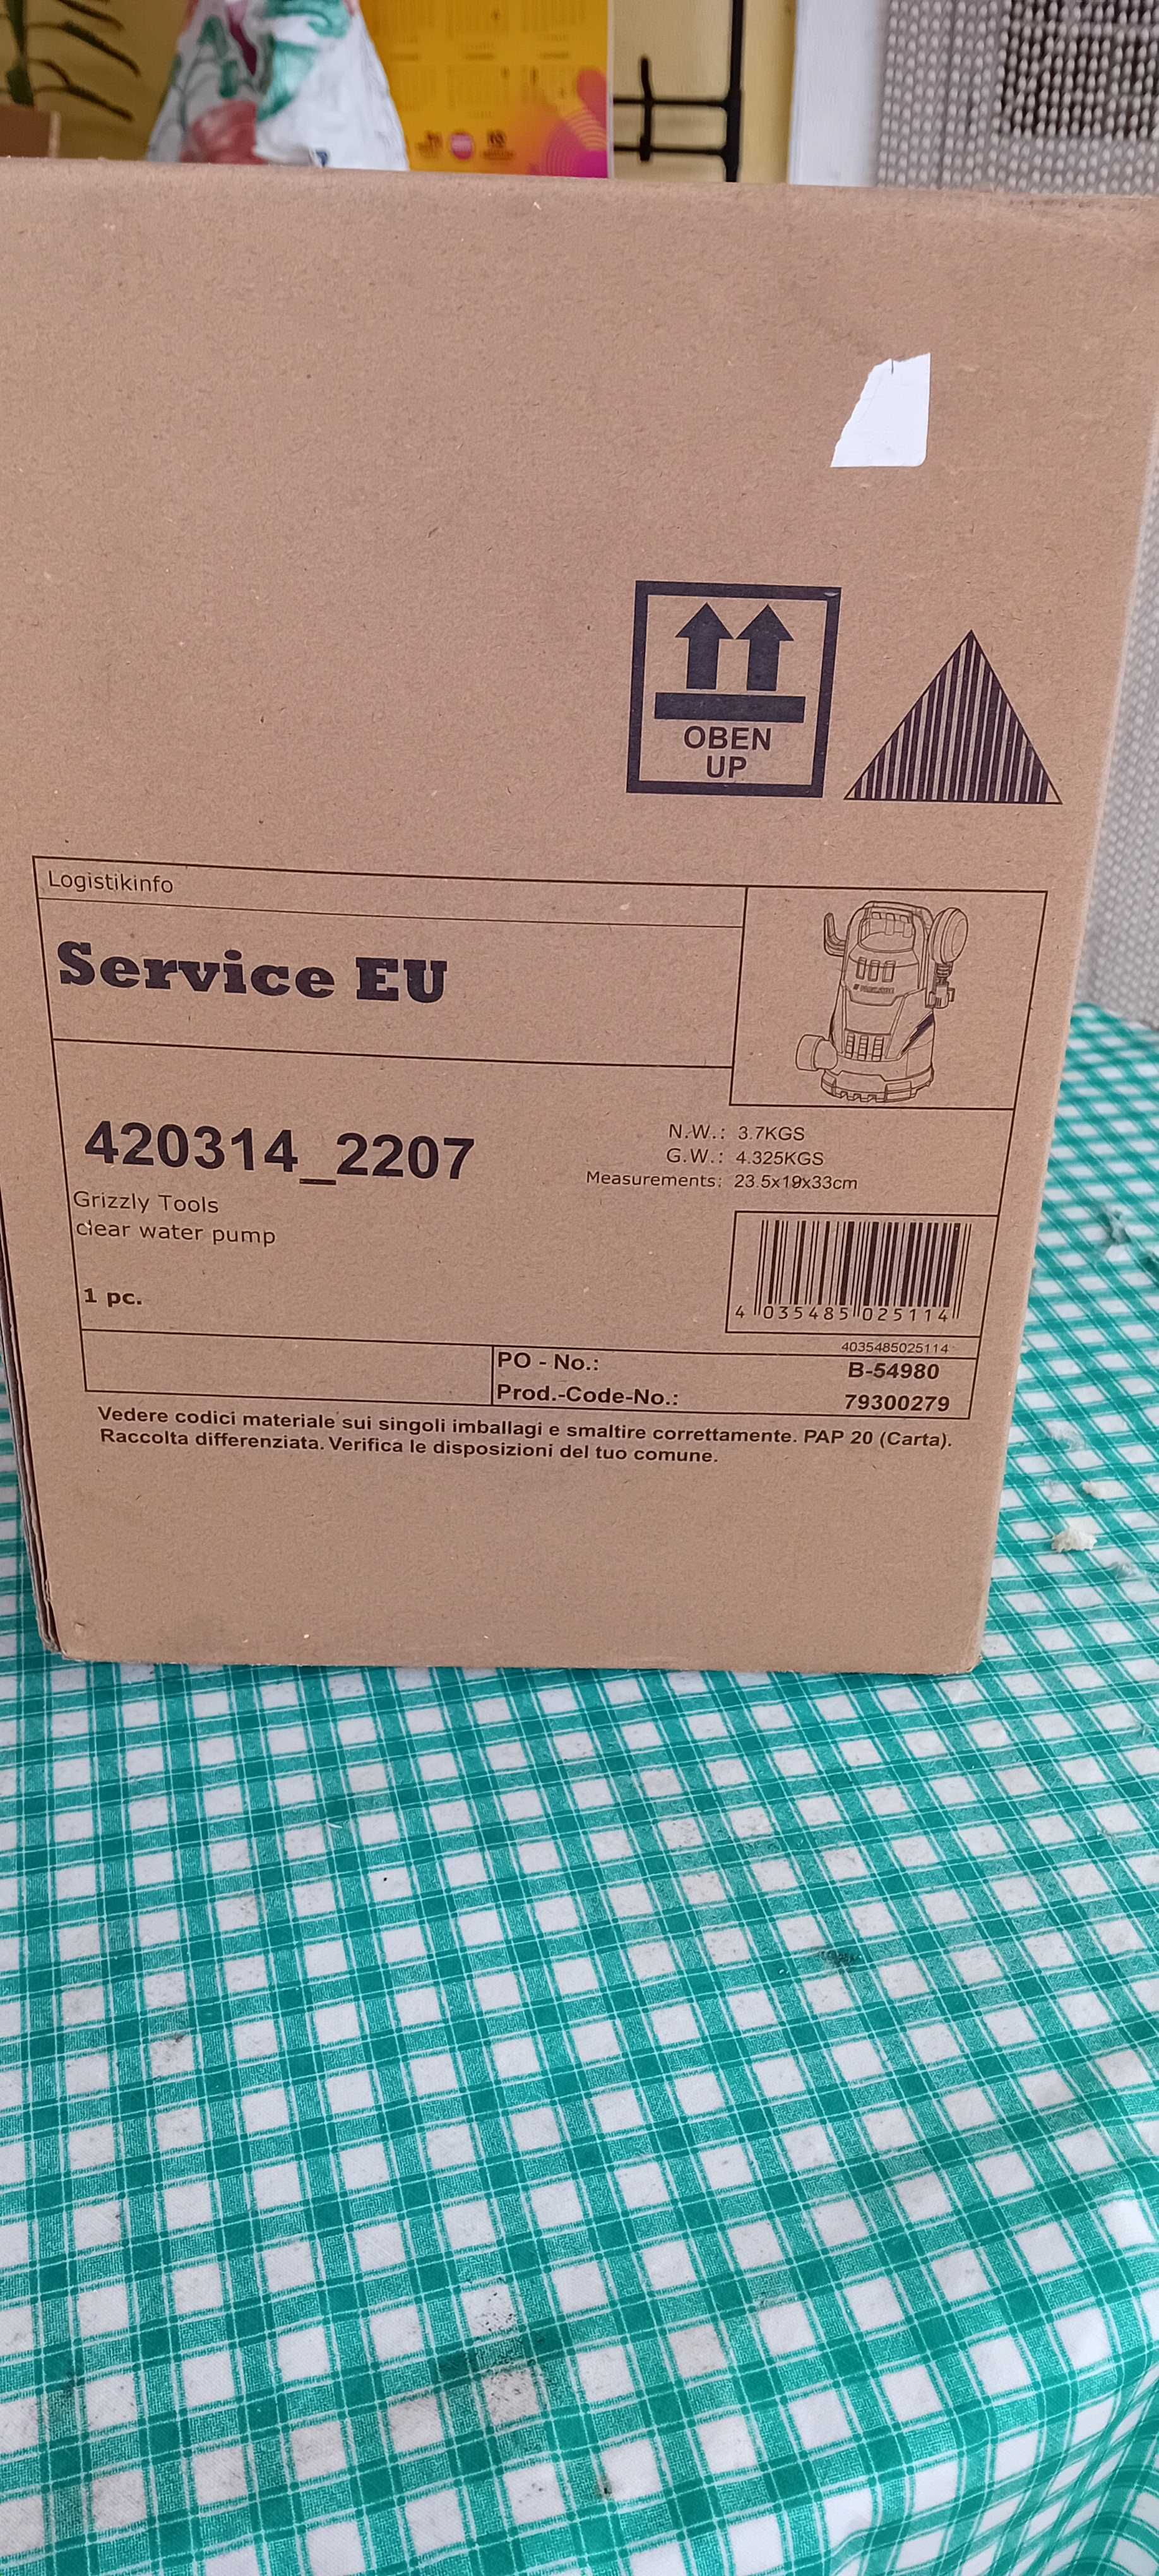 OBEN
UP
Logistikinfo
Service EU
420314_2207
Grizzly Tools
clear water pump
1 pc.
N.W.: 3.7KGS
G.W.: 4.325KGS
Measurements: 23.5x19x33cm
4 035485 025114
4035485025114
PO - No.: B-54980
Prod.-Code-No.: 79300279
Vedere codici materiale sui singoli imballagi e smaltire correttamente. PAP 20 (Carta).
Raccolta differenziata. Verifica le disposizioni del tuo comune.